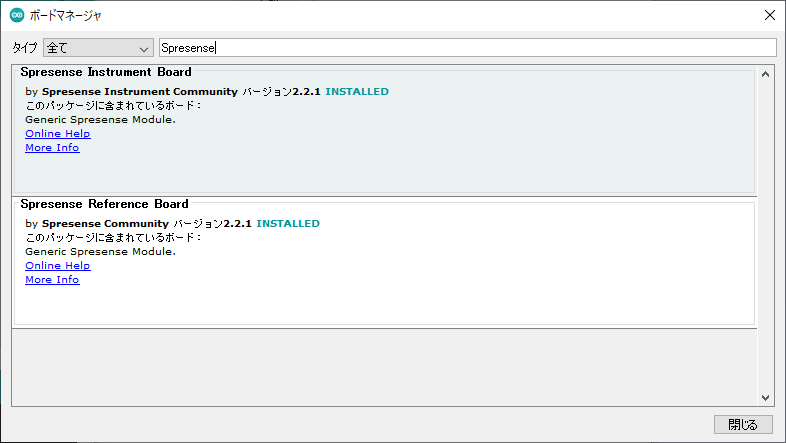 ボードマネージャ
タイプ 全て Spresense
Spresense Instrument Board
by Spresense Instrument Community バージョン2.2.1 INSTALLED
このパッケージに含まれているボード：
Generic Spresense Module.
Online Help
More Info
Spresense Reference Board
by Spresense Community バージョン2.2.1 INSTALLED
このパッケージに含まれているボード：
Generic Spresense Module.
Online Help
More Info
閉じる